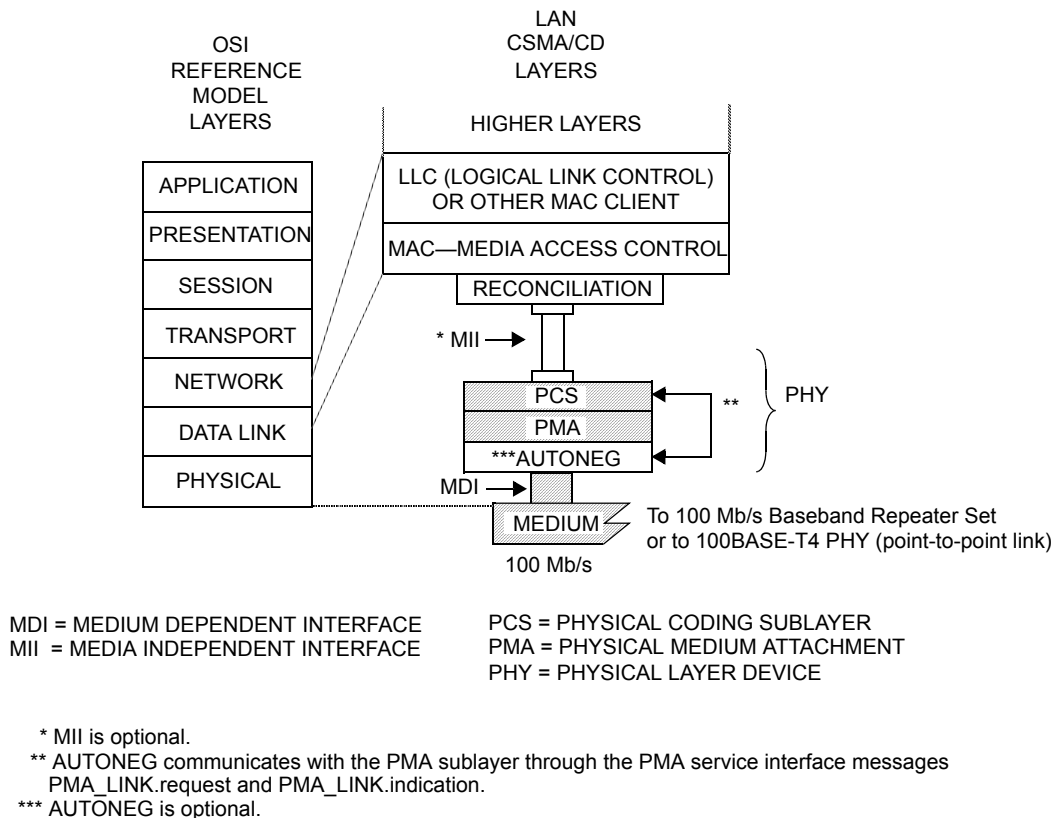 OSI
REFERENCE
MODEL
LAYERS
LAN
CSMA/CD
LAYERS
HIGHER LAYERS
APPLICATION
PRESENTATION
SESSION
TRANSPORT
NETWORK
DATA LINK
PHYSICAL
LLC (LOGICAL LINK CONTROL)
OR OTHER MAC CLIENT
MAC—MEDIA ACCESS CONTROL
RECONCILIATION
* MII
PCS
PMA
***AUTONEG
**
PHY
MDI
MEDIUM
To 100 Mb/s Baseband Repeater Set
or to 100BASE-T4 PHY (point-to-point link)
100 Mb/s
MDI = MEDIUM DEPENDENT INTERFACE
MII = MEDIA INDEPENDENT INTERFACE
PCS = PHYSICAL CODING SUBLAYER
PMA = PHYSICAL MEDIUM ATTACHMENT
PHY = PHYSICAL LAYER DEVICE
* MII is optional.
** AUTONEG communicates with the PMA sublayer through the PMA service interface messages
PMA_LINK.request and PMA_LINK.indication.
*** AUTONEG is optional.